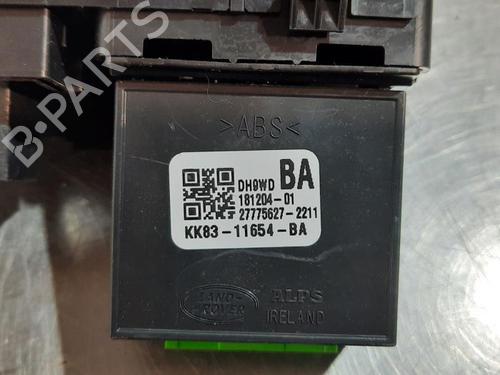 >ABS<
DH9WD BA
181204-01
27775627-2211
KK83-11654-BA
LAND-
ROVER
ALPS
IRELAND
B-PARTS